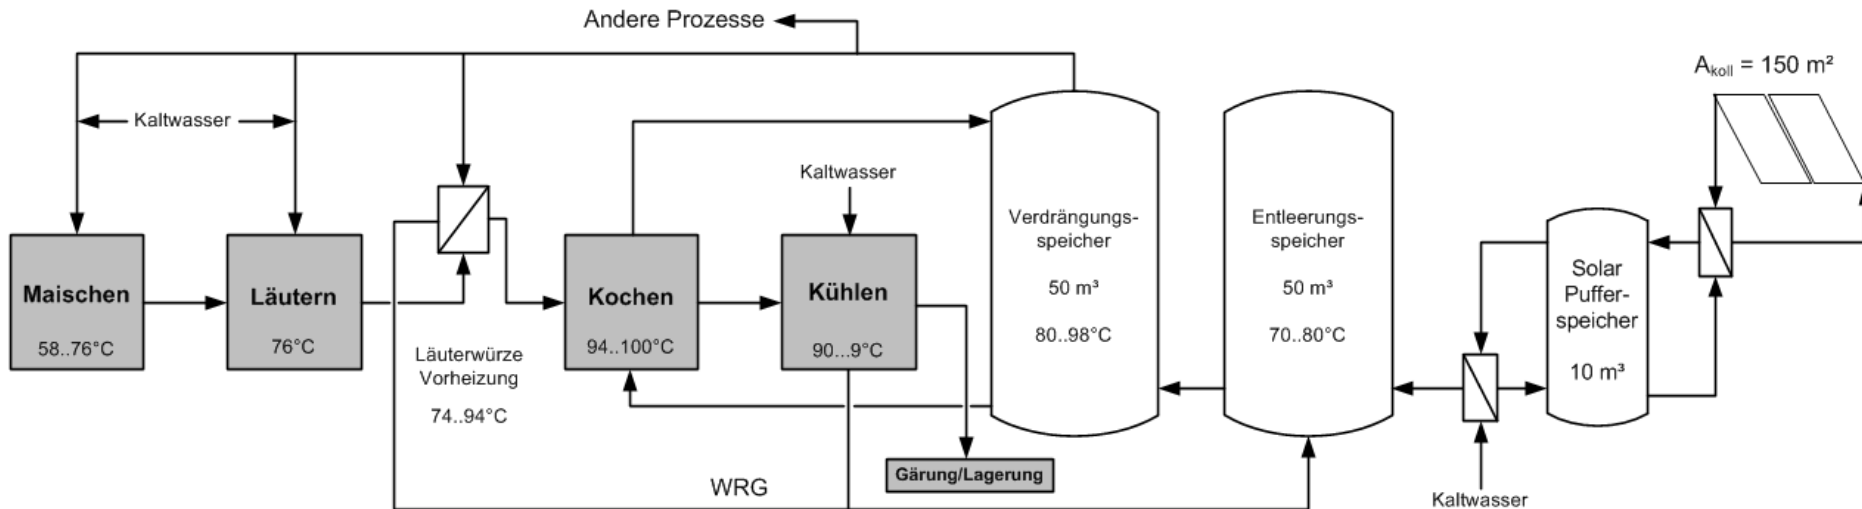 Andere Prozesse
A_koll = 150 m²
Kaltwasser
Kaltwasser
Maischen
58..76°C
Läutern
76°C
Läuterwürze
Vorheizung
74..94°C
Kochen
94..100°C
Kühlen
90...9°C
Verdrängungs-
speicher
50 m³
80..98°C
Entleerungs-
speicher
50 m³
70..80°C
Solar
Puffer-
speicher
10 m³
Gärung/Lagerung
WRG
Kaltwasser